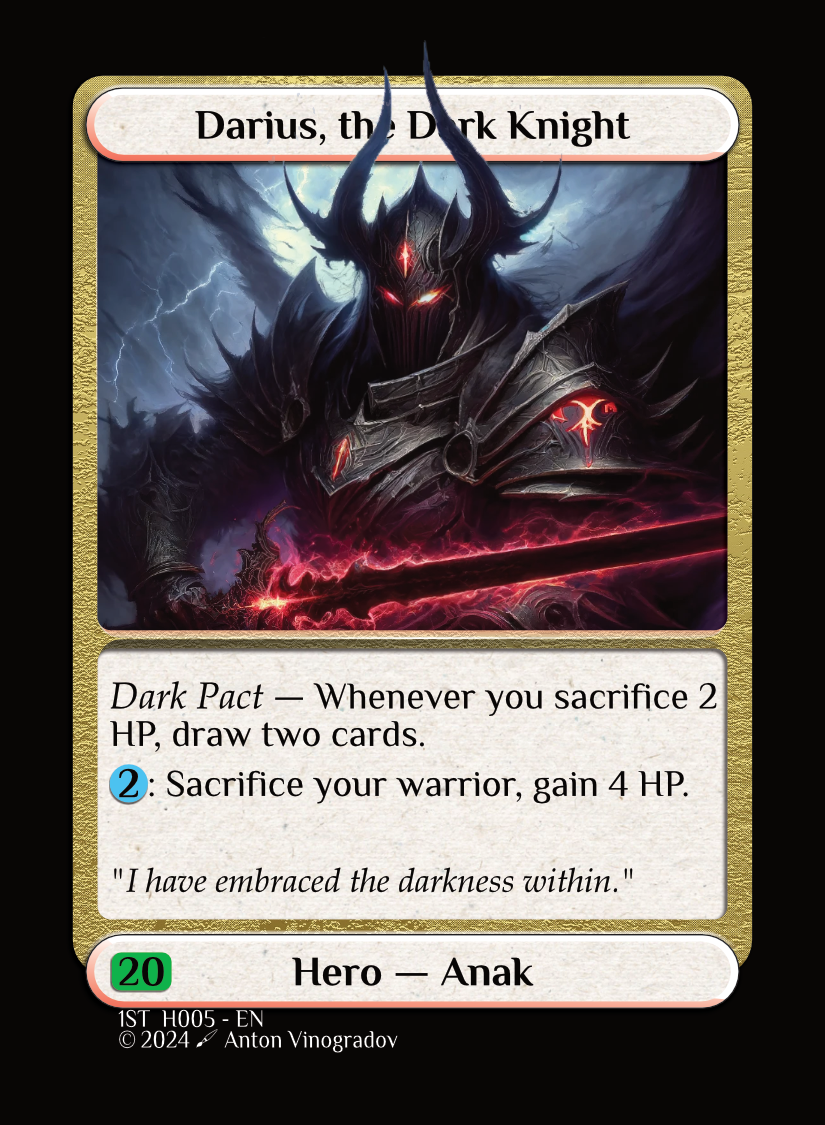 Darius, the Dark Knight
Dark Pact — Whenever you sacrifice 2
HP, draw two cards.
2: Sacrifice your warrior, gain 4 HP.
"I have embraced the darkness within."
20 Hero — Anak
1ST H005 - EN
© 2024 Anton Vinogradov